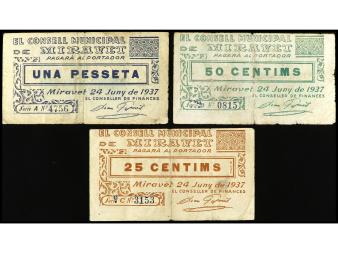 EL CONSELL MUNICIPAL
DE MIRAVET
PAGARÀ AL PORTADOR
UNA PESSETA
Miravet 24 Juny de 1937
EL CONSELLER DE FINANCES
Serie A Nº 4756
EL CONSELL MUNICIPAL
DE MIRAVET
PAGARÀ AL PORTADOR
50 CENTIMS
Miravet 24 Juny de 1937
EL CONSELLER DE FINANCES
Nº 0815
EL CONSELL MUNICIPAL
DE MIRAVET
PAGARÀ AL PORTADOR
25 CENTIMS
Miravet 24 Juny de 1937
EL CONSELLER DE FINANCES
C Nº 3153